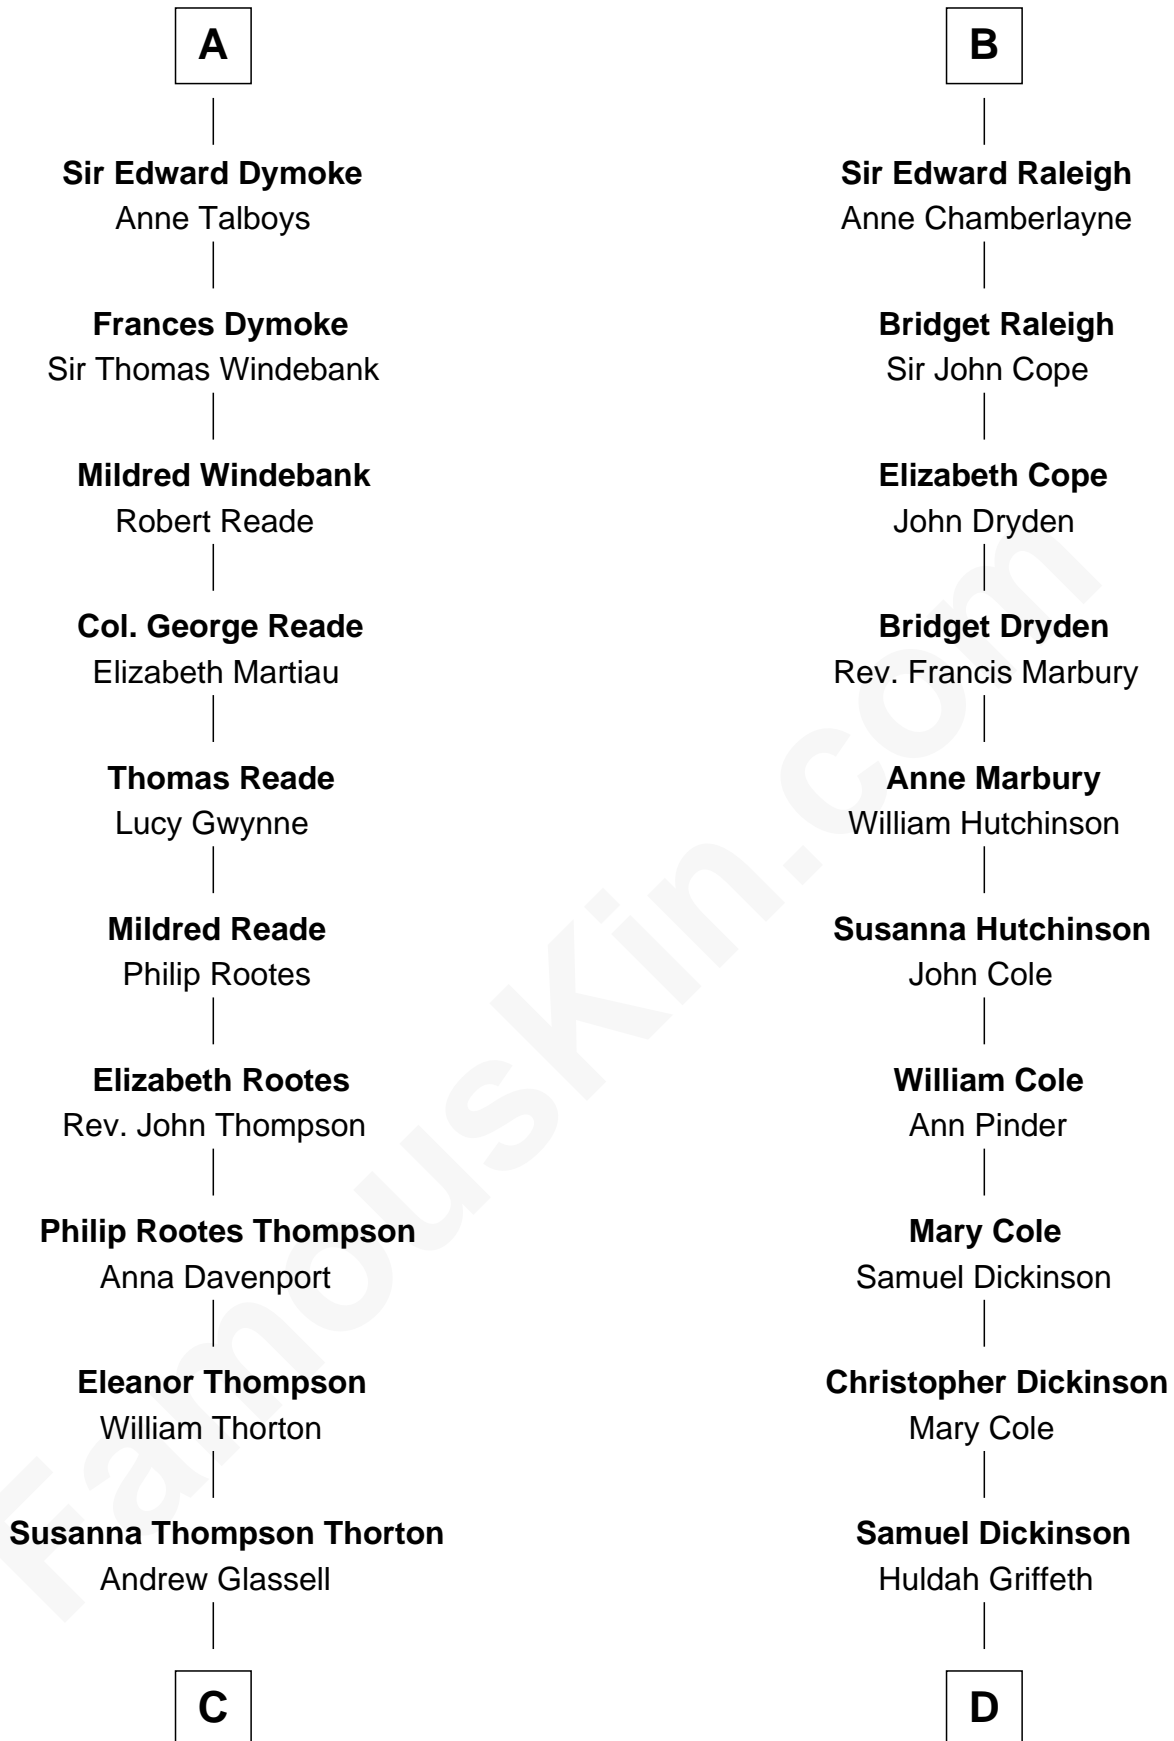 A
Sir Edward Dymoke
Anne Talboys
Frances Dymoke
Sir Thomas Windebank
Mildred Windebank
Robert Reade
Col. George Reade
Elizabeth Martiau
Thomas Reade
Lucy Gwynne
Mildred Reade
Philip Rootes
Elizabeth Rootes
Rev. John Thompson
Philip Rootes Thompson
Anna Davenport
Eleanor Thompson
William Thorton
Susanna Thompson Thorton
Andrew Glassell
C
B
Sir Edward Raleigh
Anne Chamberlayne
Bridget Raleigh
Sir John Cope
Elizabeth Cope
John Dryden
Bridget Dryden
Rev. Francis Marbury
Anne Marbury
William Hutchinson
Susanna Hutchinson
John Cole
William Cole
Ann Pinder
Mary Cole
Samuel Dickinson
Christopher Dickinson
Mary Cole
Samuel Dickinson
Huldah Griffeth
D
FamousKin.com